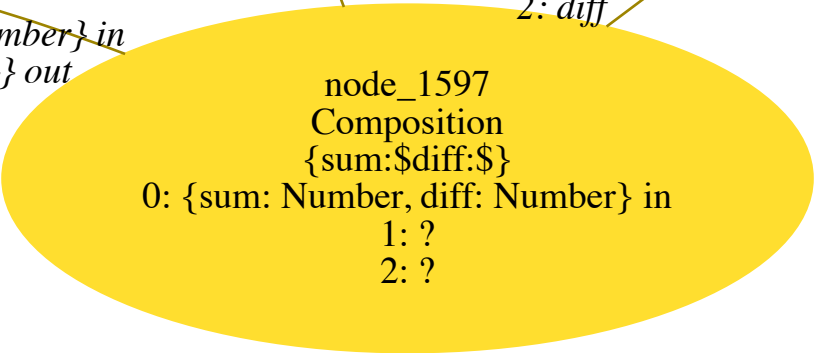 2: diff
mber} in
} out
node_1597
Composition
{sum:$diff:$}
0: {sum: Number, diff: Number} in
1: ?
2: ?